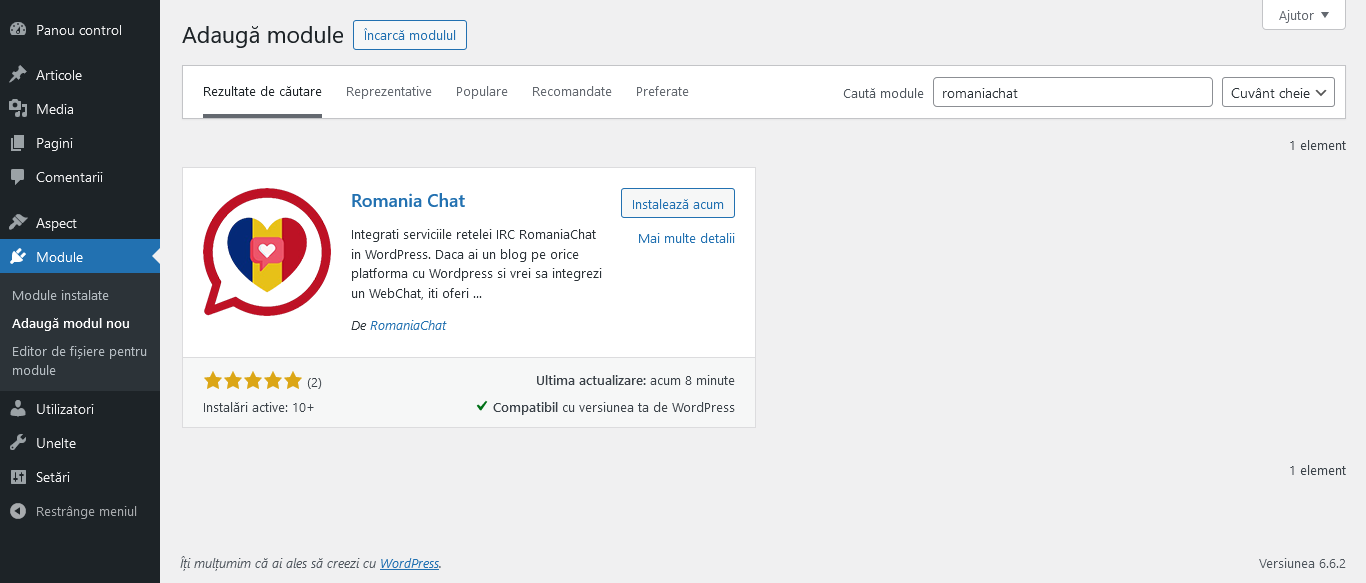 Panou control
Articole
Media
Pagini
Comentarii
Aspect
Module
Module instalate
Adaugă modul nou
Editor de fișiere pentru
module
Utilizatori
Unelte
Setări
Restrânge meniul
Ajutor
Adaugă module
Încarcă modulul
Rezultate de căutare
Reprezentative
Populare
Recomandate
Preferate
Caută module
romaniachat
Cuvânt cheie
1 element
Romania Chat
Instalează acum
Mai multe detalii
Integrati serviciile retelei IRC RomaniaChat
in WordPress. Daca ai un blog pe orice
platforma cu Wordpress si vrei sa integrezi
un WebChat, iti oferi ...
De RomaniaChat
(2)
Ultima actualizare: acum 8 minute
Instalări active: 10+
Compatibil cu versiunea ta de WordPress
1 element
Îți mulțumim că ai ales să creezi cu WordPress.
Versiunea 6.6.2